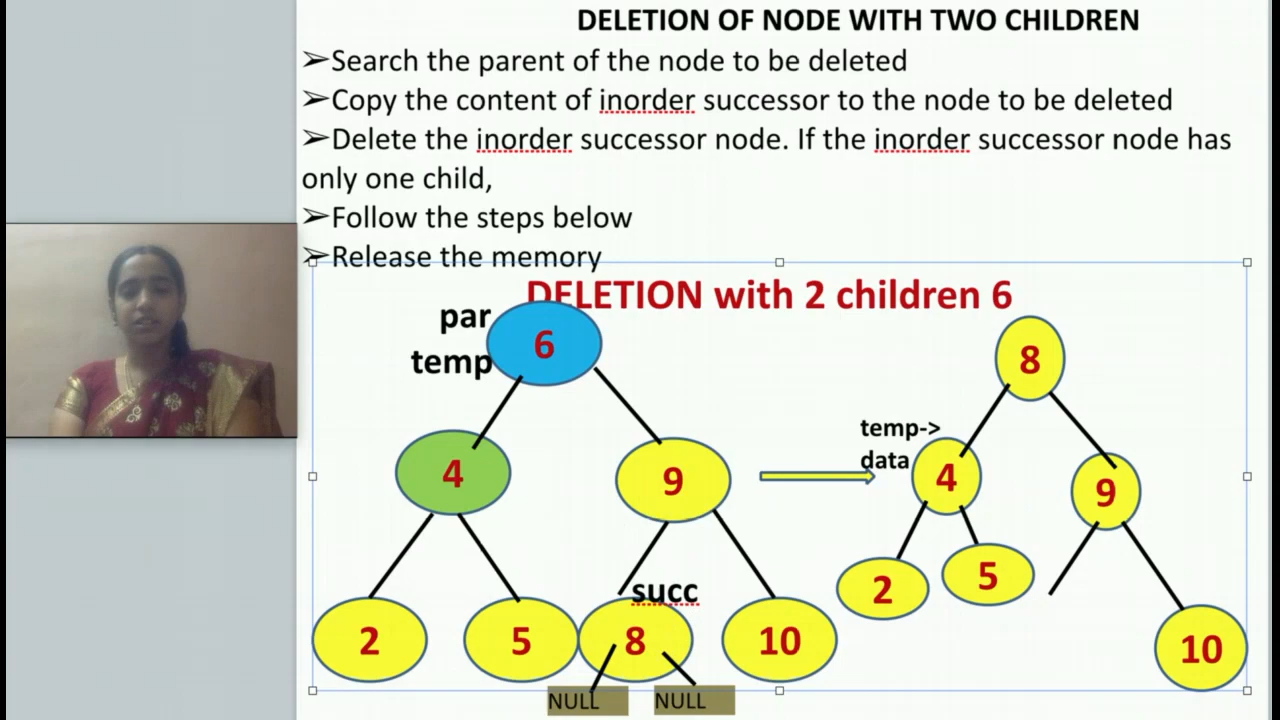 DELETION OF NODE WITH TWO CHILDREN
➢Search the parent of the node to be deleted
➢Copy the content of inorder successor to the node to be deleted
➢Delete the inorder successor node. If the inorder successor node has
only one child,
➢Follow the steps below
➢Release the memory
DELETION with 2 children 6
par
temp
6
8
temp->
data
4
9
4
9
succ
2
5
2
5
8
10
10
NULL
NULL